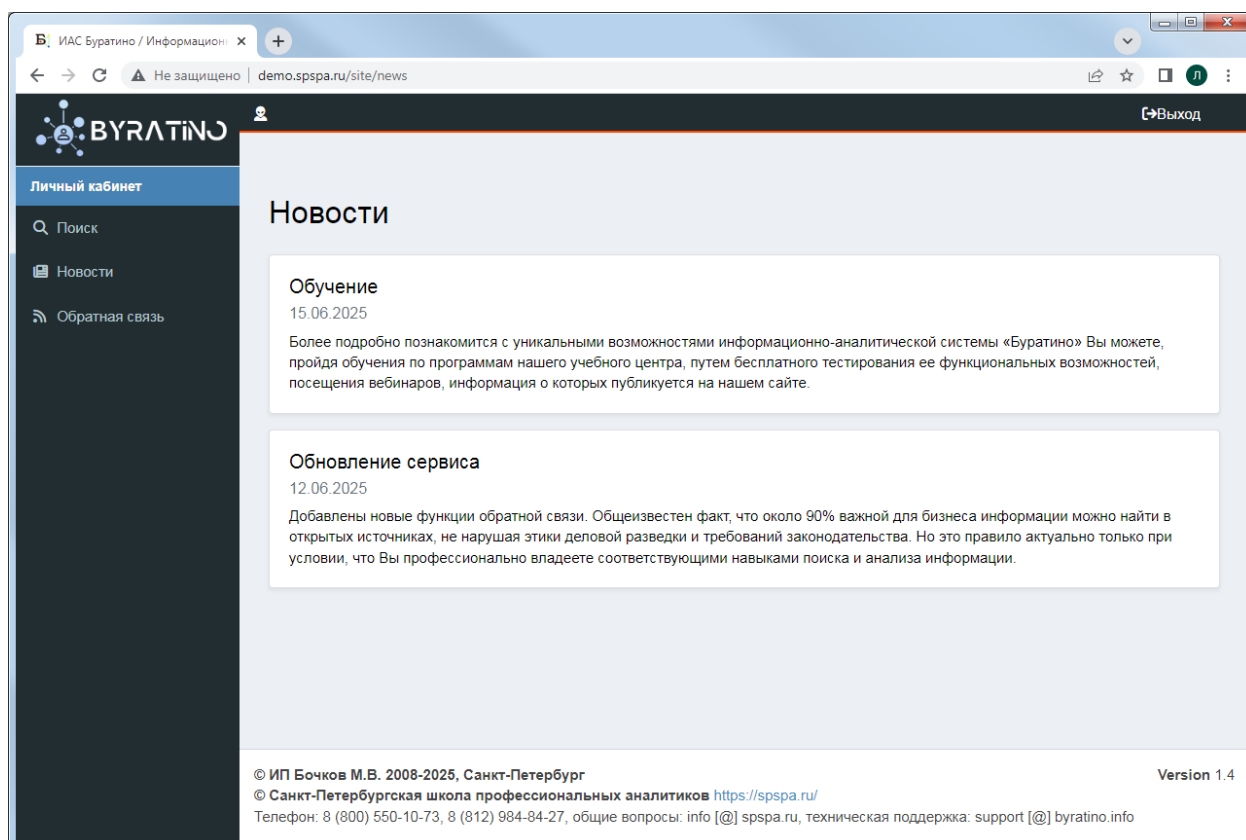 Б ИАС Буратино / Информацион
Не защищено demo.spspa.ru/site/news
Л
BYRATINO
Выход
Личный кабинет
Поиск
Новости
Обратная связь
Новости
Обучение
15.06.2025
Более подробно познакомится с уникальными возможностями информационно-аналитической системы «Буратино» Вы можете,
пройдя обучения по программам нашего учебного центра, путем бесплатного тестирования ее функциональных возможностей,
посещения вебинаров, информация о которых публикуется на нашем сайте.
Обновление сервиса
12.06.2025
Добавлены новые функции обратной связи. Общеизвестен факт, что около 90% важной для бизнеса информации можно найти в
открытых источниках, не нарушая этики деловой разведки и требований законодательства. Но это правило актуально только при
условии, что Вы профессионально владеете соответствующими навыками поиска и анализа информации.
© ИП Бочков М.В. 2008-2025, Санкт-Петербург
Version 1.4
© Санкт-Петербургская школа профессиональных аналитиков https://spspa.ru/
Телефон: 8 (800) 550-10-73, 8 (812) 984-84-27, общие вопросы: info [@] spspa.ru, техническая поддержка: support [@] byratino.info